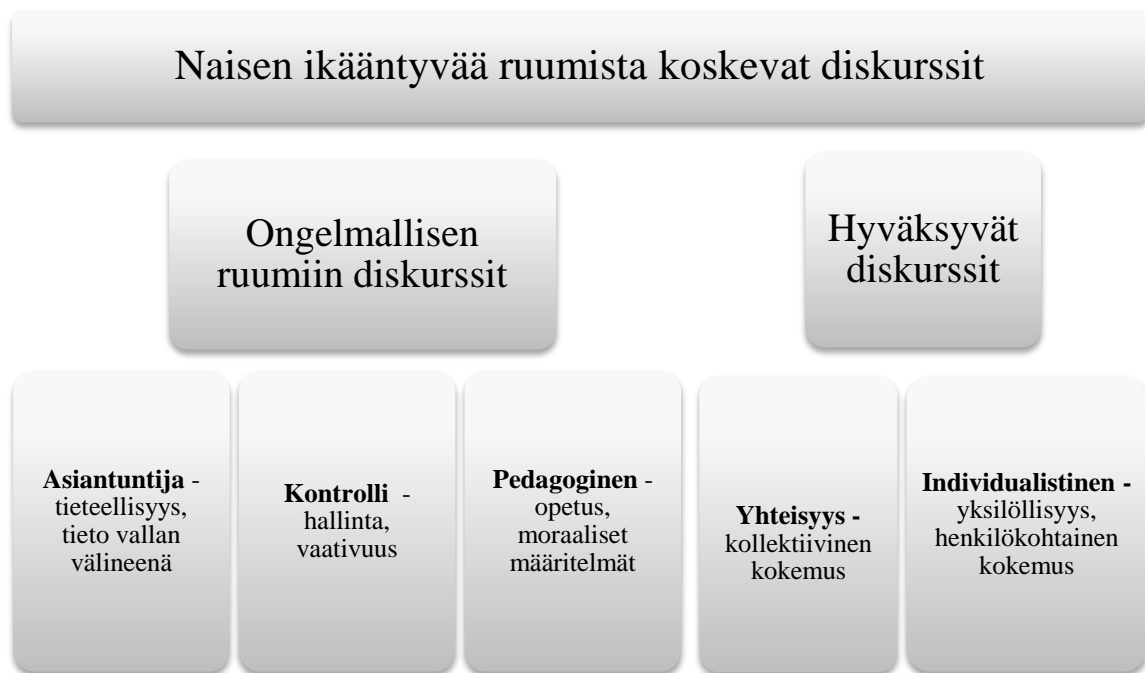 Naisen ikääntyvää ruumista koskevat diskurssit
Ongelmallisen
ruumiin diskurssit
Hyväksyvät
diskurssit
Asiantuntija -
tieteellisyys,
tieto vallan
välineenä
Kontrolli -
hallinta,
vaativuus
Pedagoginen -
opetus,
moraaliset
määritelmät
Yhteisyys -
kollektiivinen
kokemus
Individualistinen -
yksilöllisyys,
henkilökohtainen
kokemus